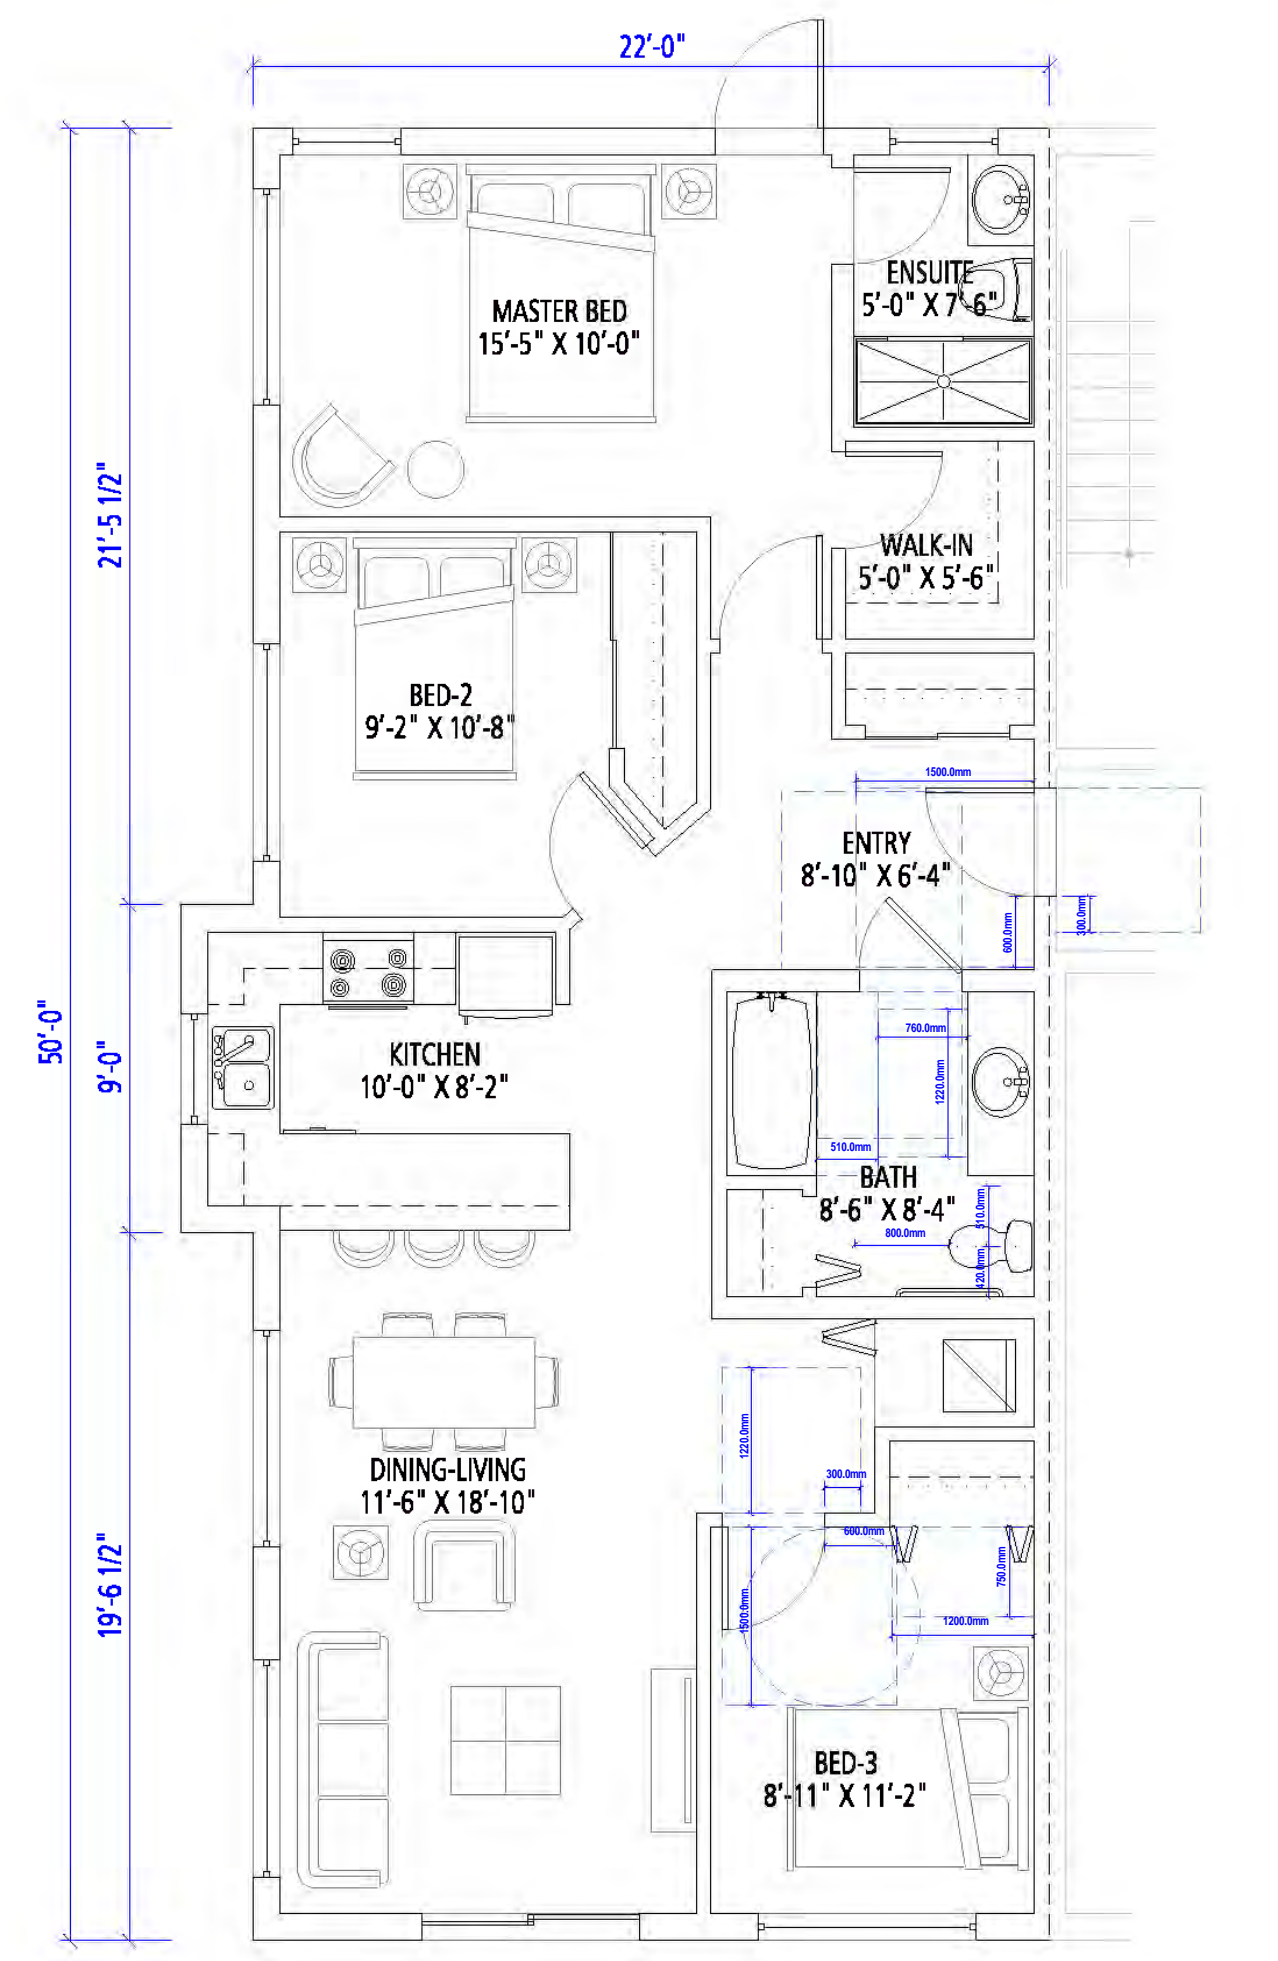 22'-0"
ENSUITE
5'-0" X 7'-6"
MASTER BED
15'-5" X 10'-0"
21'-5 1/2"
WALK-IN
5'-0" X 5'-6"
BED-2
9'-2" X 10'-8"
1500.0mm
ENTRY
8'-10" X 6'-4"
600.0mm
300.0mm
50'-0"
9'-0"
KITCHEN
10'-0" X 8'-2"
760.0mm
1220.0mm
510.0mm
BATH
8'-6" X 8'-4"
510.0mm
800.0mm
420.0mm
1220.0mm
DINING-LIVING
11'-6" X 18'-10"
300.0mm
600.0mm
19'-6 1/2"
750.0mm
1500.0mm
1200.0mm
BED-3
8'-11" X 11'-2"